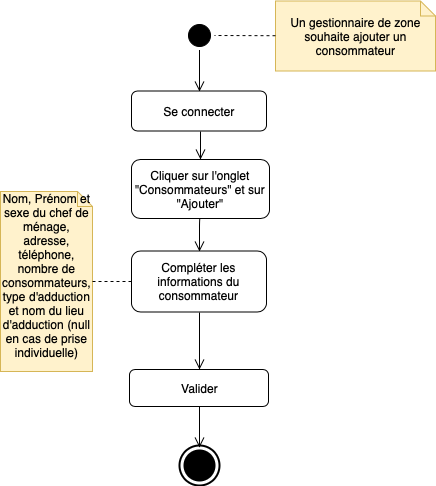 Un gestionnaire de zone
souhaite ajouter un
consommateur
Se connecter
Cliquer sur l'onglet
"Consommateurs" et sur
"Ajouter"
Nom, Prénom et
sexe du chef de
ménage,
adresse,
téléphone,
nombre de
consommateurs,
type d'adduction
et nom du lieu
d'adduction (null
en cas de prise
individuelle)
Compléter les
informations du
consommateur
Valider